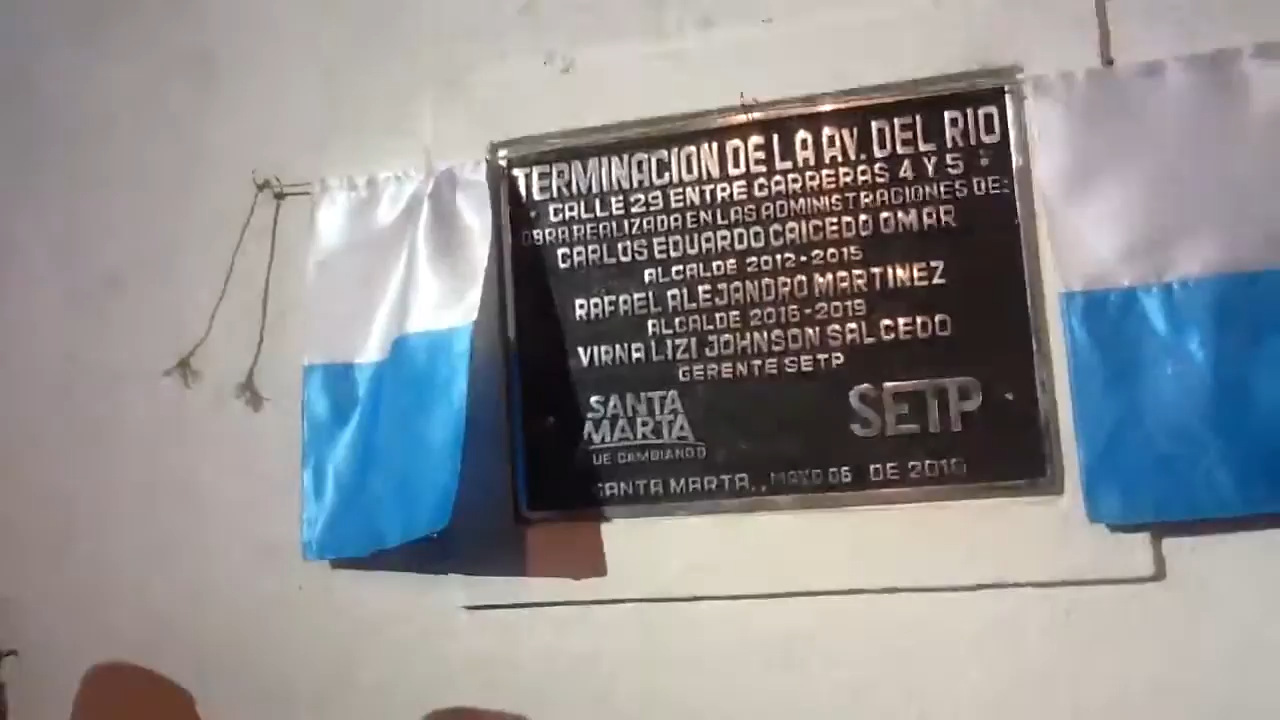 TERMINACION DE LA AV. DEL RIO
CALLE 29 ENTRE CARRERAS 4 Y 5
OBRA REALIZADA EN LAS ADMINISTRACIONES DE:
CARLOS EDUARDO CAICEDO OMAR
ALCALDE 2012-2015
RAFAEL ALEJANDRO MARTINEZ
ALCALDE 2016-2019
VIRNA LIZI JOHNSON SALCEDO
GERENTE SETP
SANTA
MARTA
SETP
UE CAMBIANDO
SANTA MARTA., MAYO 06 DE 2016